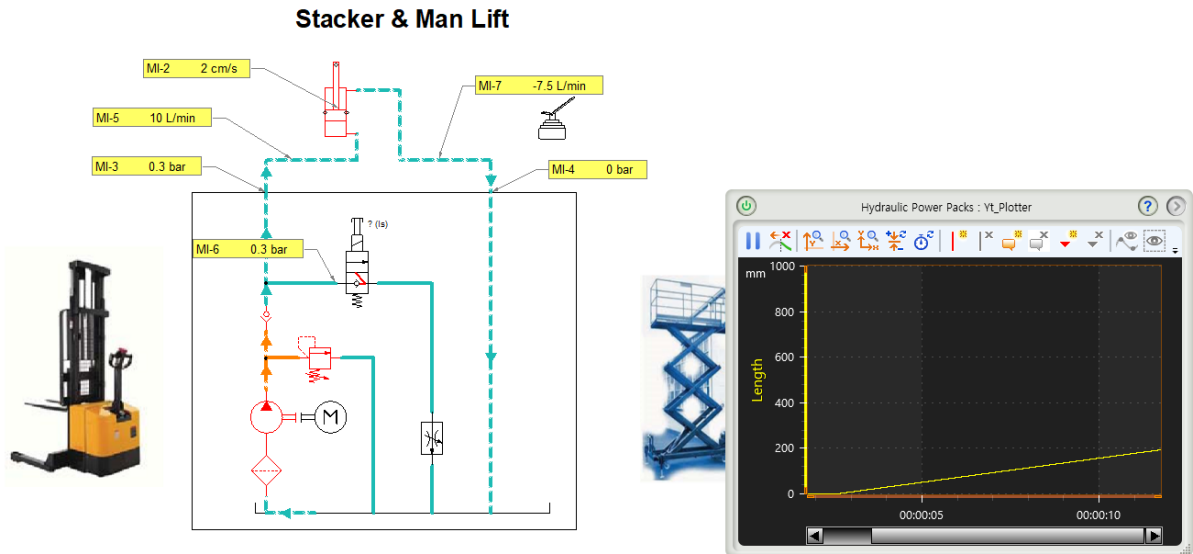 Stacker & Man Lift
MI-2 2 cm/s
MI-7 -7.5 L/min
MI-5 10 L/min
MI-3 0.3 bar
MI-4 0 bar
? (ls)
MI-6 0.3 bar
M
Hydraulic Power Packs : Yt_Plotter
?
Y
X
Y
X
mm
1000
800
600
400
200
0
Length
00:00:05
00:00:10